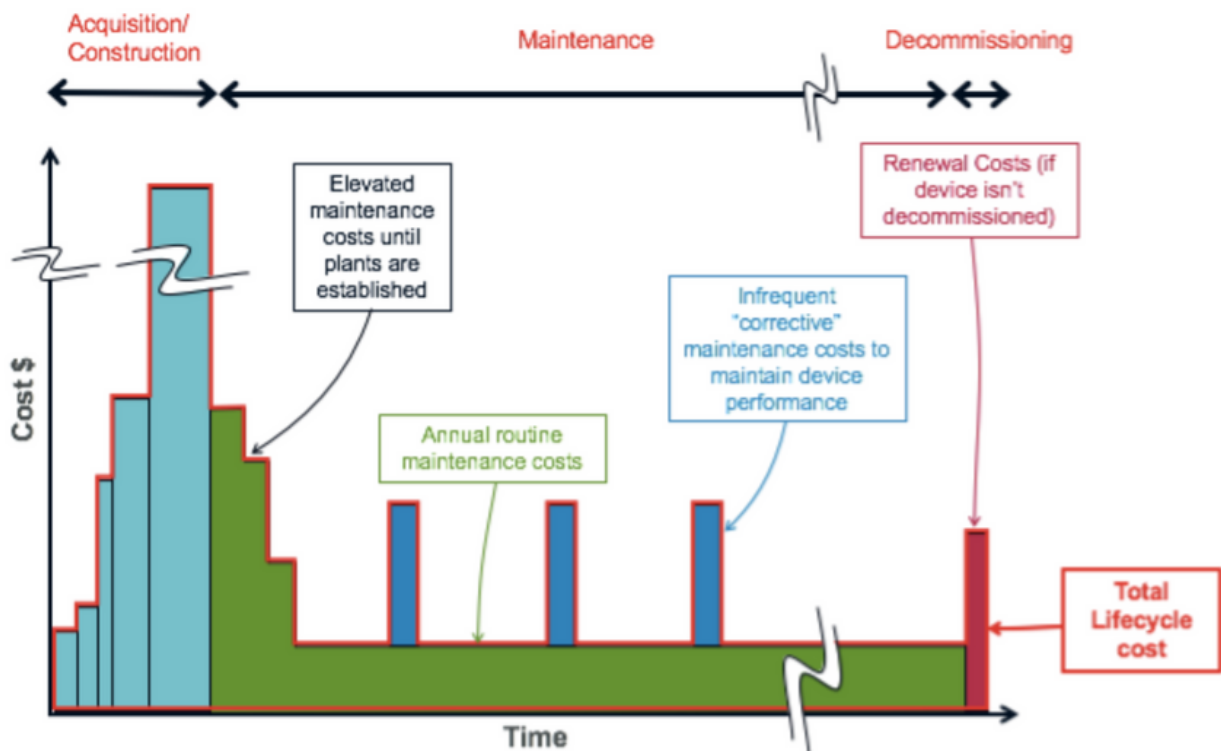 Acquisition/
Construction
Maintenance
Decommissioning
Elevated
maintenance
costs until
plants are
established
Renewal Costs (if
device isn't
decommissioned)
Infrequent
"corrective"
maintenance costs to
maintain device
performance
Annual routine
maintenance costs
Total
Lifecycle
cost
Cost $
Time